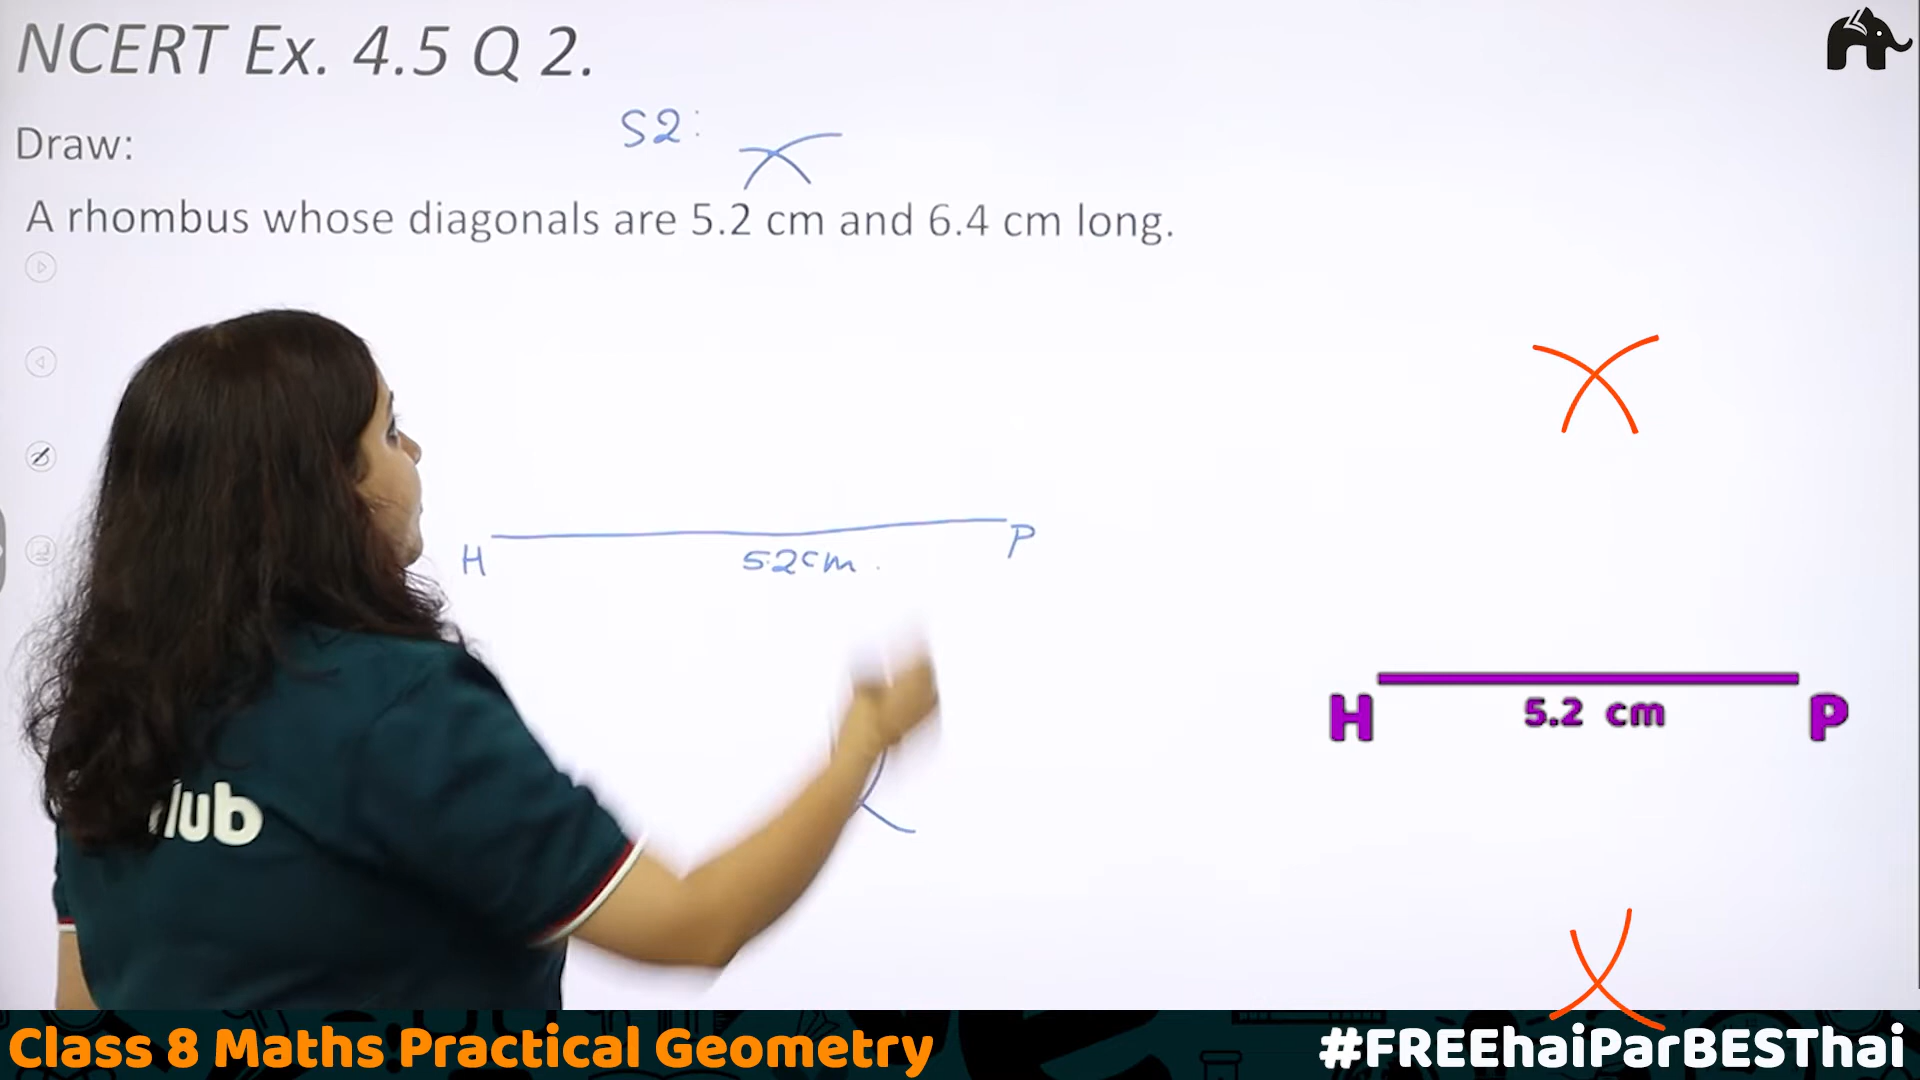 NCERT Ex. 4.5 Q 2.
S2:
Draw:
A rhombus whose diagonals are 5.2 cm and 6.4 cm long.
H
5.2cm
P
H
5.2 cm
P
lub
Class 8 Maths Practical Geometry
#FREEhaiParBESThai